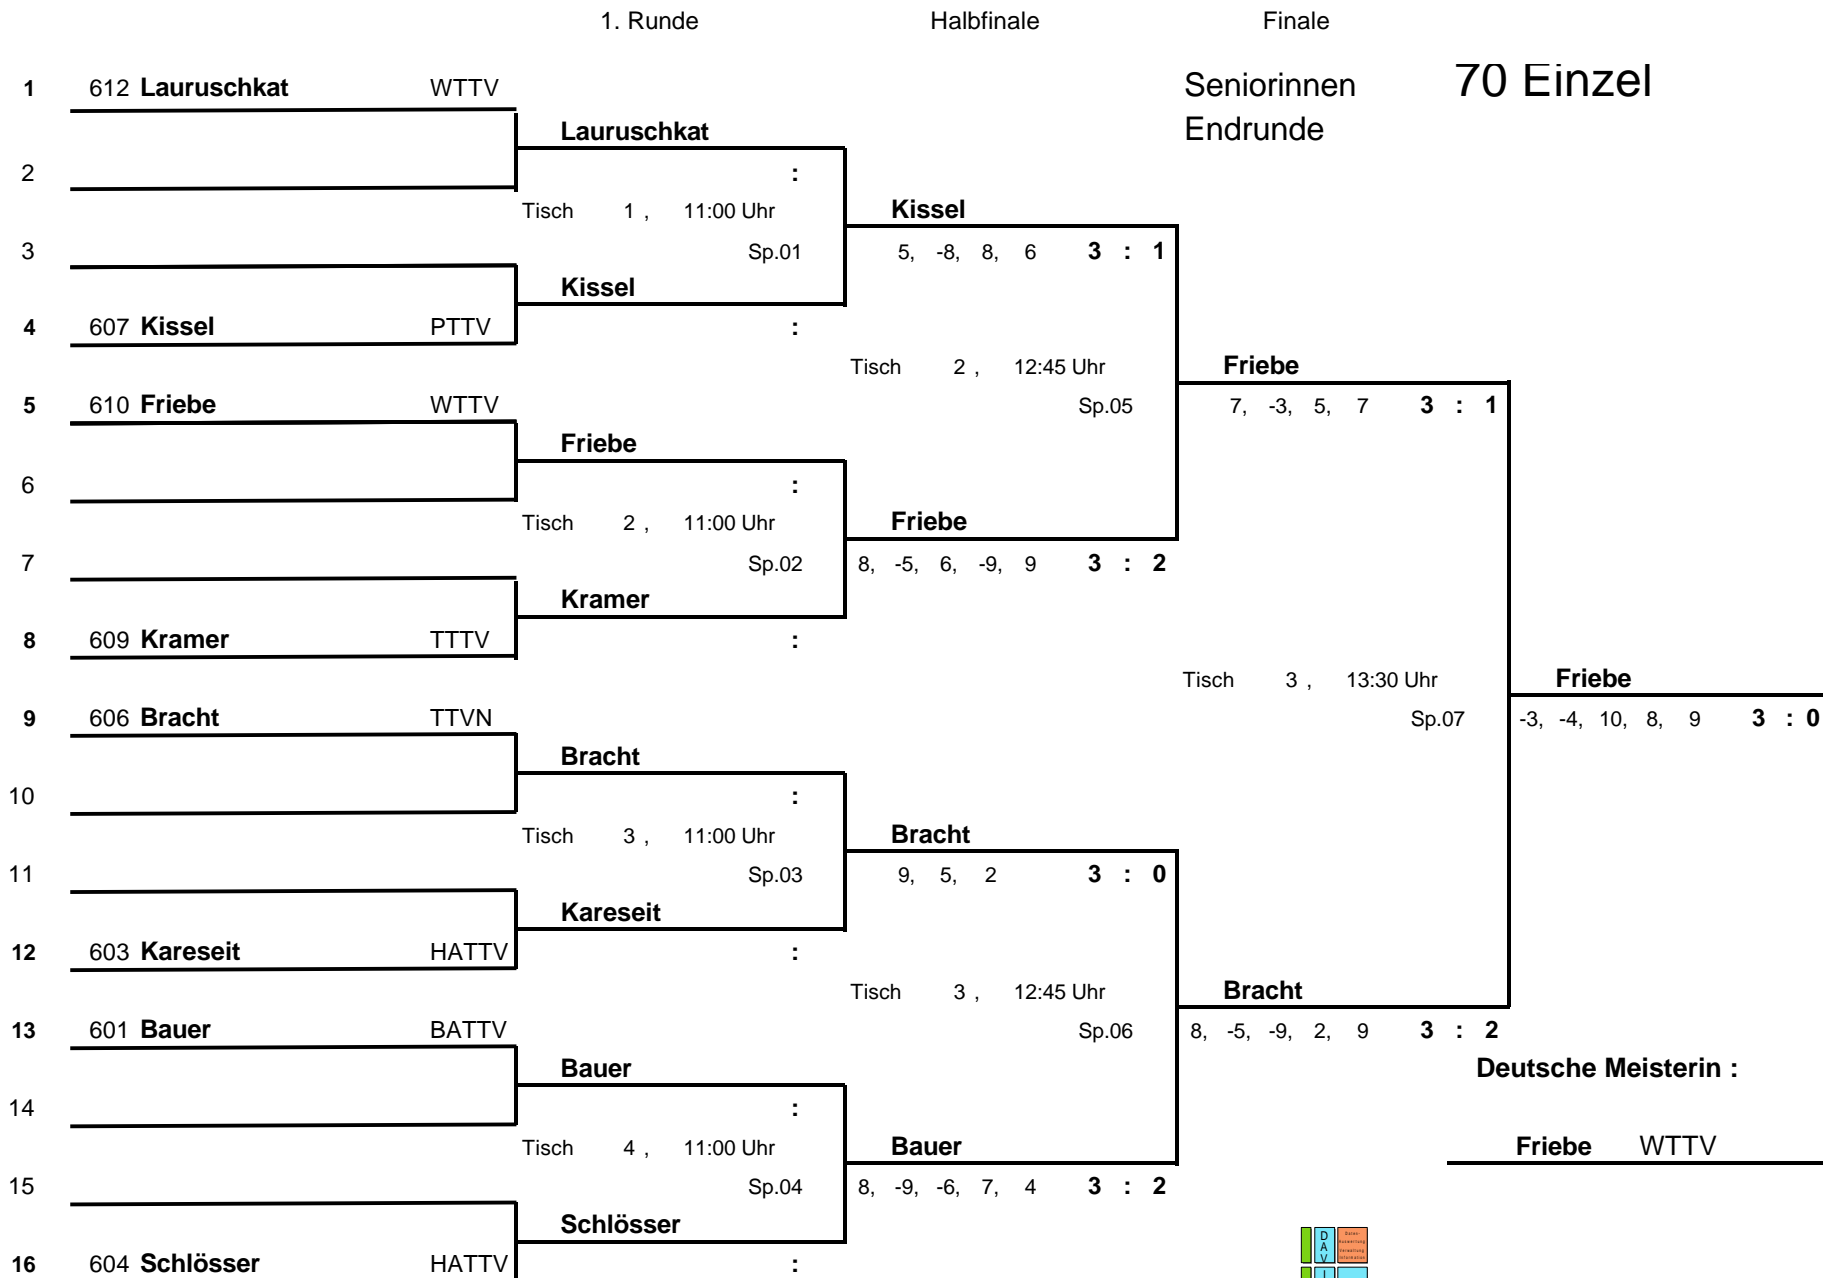 1. Runde Halbfinale Finale
Seniorinnen 70 Einzel
Endrunde
1 612 Lauruschkat WTTV
Lauruschkat
2 :
Tisch 1 , 11:00 Uhr Kissel
3 Sp.01 5, -8, 8, 6 3 : 1
Kissel
4 607 Kissel PTTV :
Tisch 2 , 12:45 Uhr Friebe
5 610 Friebe WTTV Sp.05 7, -3, 5, 7 3 : 1
Friebe
6 :
Tisch 2 , 11:00 Uhr Friebe
7 Sp.02 8, -5, 6, -9, 9 3 : 2
Kramer
8 609 Kramer TTTV :
Tisch 3 , 13:30 Uhr Friebe
9 606 Bracht TTVN Sp.07 -3, -4, 10, 8, 9 3 : 0
Bracht
10 :
Tisch 3 , 11:00 Uhr Bracht
11 Sp.03 9, 5, 2 3 : 0
Kareseit
12 603 Kareseit HATTV :
Tisch 3 , 12:45 Uhr Bracht
13 601 Bauer BATTV Sp.06 8, -5, -9, 2, 9 3 : 2
Bauer Deutsche Meisterin :
14 :
Tisch 4 , 11:00 Uhr Bauer Friebe WTTV
15 Sp.04 8, -9, -6, 7, 4 3 : 2
Schlösser
16 604 Schlösser HATTV :